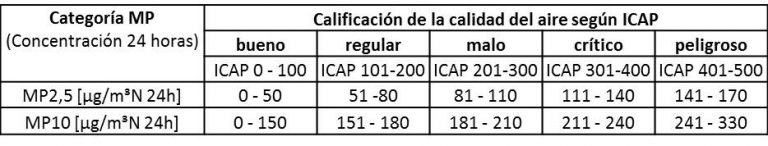 Categoría MP Calificación de la calidad del aire según ICAP
(Concentración 24 horas) bueno regular malo crítico peligroso
ICAP 0 - 100 ICAP 101-200 ICAP 201-300 ICAP 301-400 ICAP 401-500
MP2,5 [µg/m³N 24h] 0 - 50 51 -80 81 - 110 111 - 140 141 - 170
MP10 [µg/m³N 24h] 0 - 150 151 - 180 181 - 210 211 - 240 241 - 330